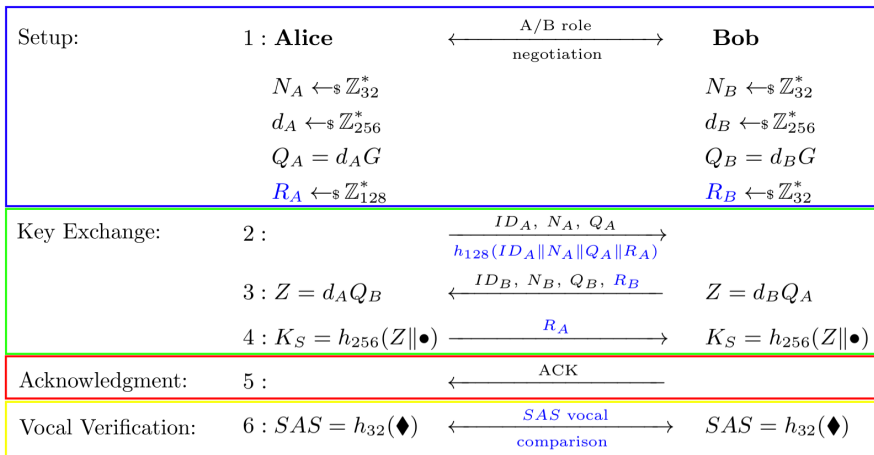 Setup: 1 : Alice A/B role negotiation Bob
N_A ←$ ℤ*_32 N_B ←$ ℤ*_32
d_A ←$ ℤ*_256 d_B ←$ ℤ*_256
Q_A = d_A G Q_B = d_B G
R_A ←$ ℤ*_128 R_B ←$ ℤ*_32
Key Exchange: 2 : ID_A, N_A, Q_A
h_128(ID_A‖N_A‖Q_A‖R_A)
3 : Z = d_A Q_B ID_B, N_B, Q_B, R_B Z = d_B Q_A
4 : K_S = h_256(Z‖●) R_A K_S = h_256(Z‖●)
Acknowledgment: 5 : ACK
Vocal Verification: 6 : SAS = h_32(♦) SAS vocal comparison SAS = h_32(♦)